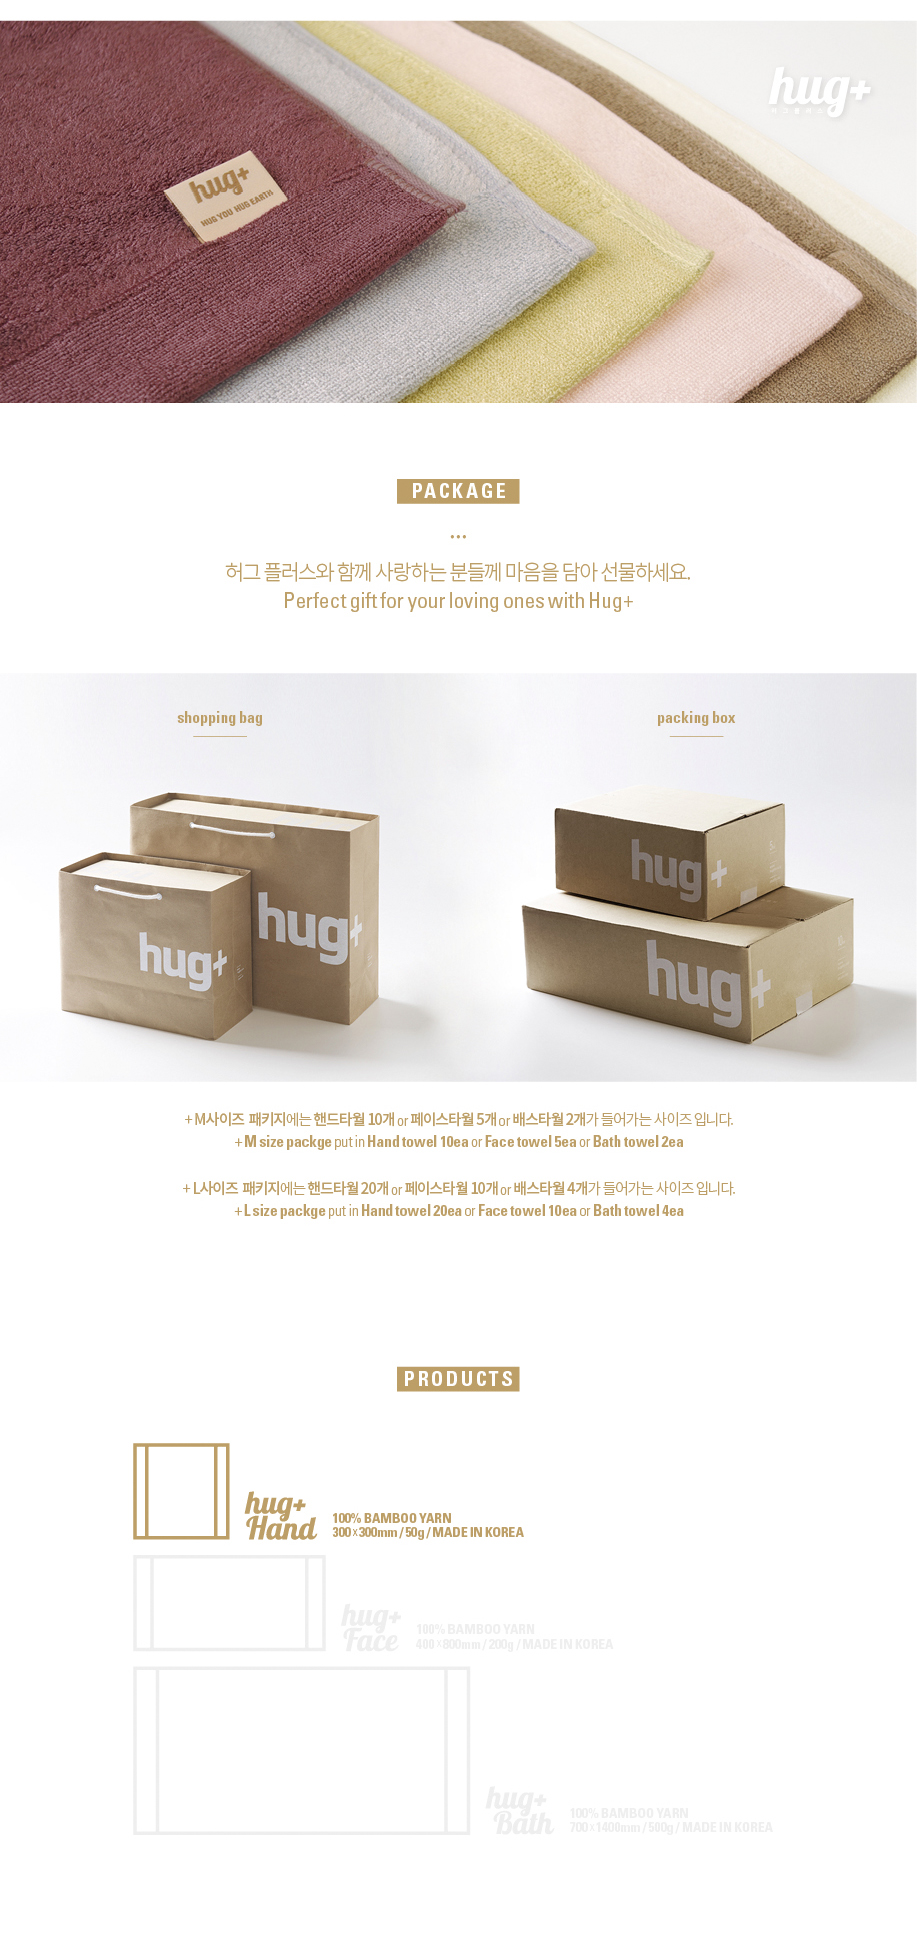 hug+
hug+
HUG YOU HUG EARTH
PACKAGE
...
허그 플러스와 함께 사랑하는 분들께 마음을 담아 선물하세요.
Perfect gift for your loving ones with Hug+
shopping bag
packing box
hug+
hug+
hug+
hug+
+ M사이즈 패키지에는 핸드타월 10개 or 페이스타월 5개 or 배스타월 2개가 들어가는 사이즈 입니다.
+ M size packge put in Hand towel 10ea or Face towel 5ea or Bath towel 2ea
+ L사이즈 패키지에는 핸드타월 20개 or 페이스타월 10개 or 배스타월 4개가 들어가는 사이즈 입니다.
+ L size packge put in Hand towel 20ea or Face towel 10ea or Bath towel 4ea
PRODUCTS
hug+
Hand
100% BAMBOO YARN
300 X 300mm / 50g / MADE IN KOREA
hug+
Face
100% BAMBOO YARN
400 X 800mm / 200g / MADE IN KOREA
hug+
Bath
100% BAMBOO YARN
700 X 1400mm / 500g / MADE IN KOREA